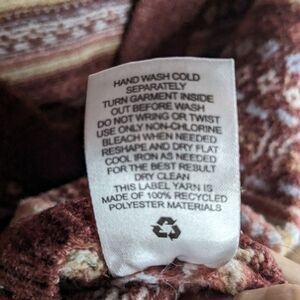 HAND WASH COLD
SEPARATELY
TURN GARMENT INSIDE
OUT BEFORE WASH
DO NOT WRING OR TWIST
USE ONLY NON-CHLORINE
BLEACH WHEN NEEDED
RESHAPE AND DRY FLAT
COOL IRON AS NEEDED
FOR THE BEST RESULT
DRY CLEAN
THIS LABEL YARN IS
MADE OF 100% RECYCLED
POLYESTER MATERIALS